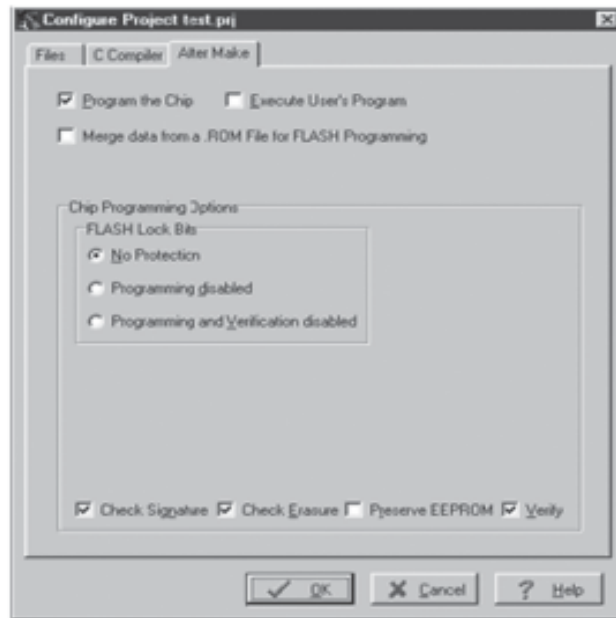 Configure Project test.prj
Files C Compiler After Make
Program the Chip Execute User's Program
Merge data from a .ROM File for FLASH Programming
Chip Programming Options
FLASH Lock Bits
No Protection
Programming disabled
Programming and Verification disabled
Check Signature Check Erasure Preserve EEPROM Verify
OK Cancel ? Help